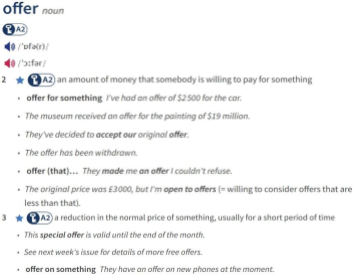 offer noun
A2
/ˈɒfə(r)/
/ˈɔːfər/
2 ★ A2 an amount of money that somebody is willing to pay for something
• offer for something I've had an offer of $2500 for the car.
• The museum received an offer for the painting of $19 million.
• They've decided to accept our original offer.
• The offer has been withdrawn.
• offer (that)… They made me an offer I couldn't refuse.
• The original price was £3000, but I'm open to offers (= willing to consider offers that are
less than that).
3 ★ A2 a reduction in the normal price of something, usually for a short period of time
• This special offer is valid until the end of the month.
• See next week's issue for details of more free offers.
• offer on something They have an offer on new phones at the moment.